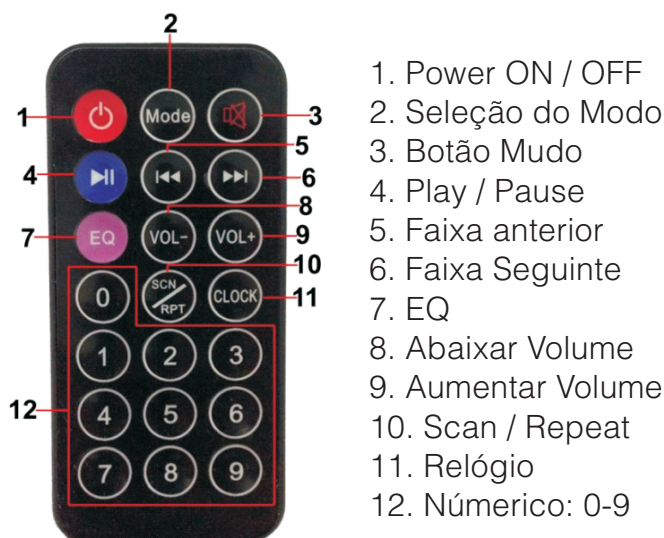 2
1
Mode
3
5
4
6
8
7
EQ
VOL-
VOL+
9
10
0
SCN
RPT
CLOCK
11
1
2
3
12
4
5
6
7
8
9
1. Power ON / OFF
2. Seleção do Modo
3. Botão Mudo
4. Play / Pause
5. Faixa anterior
6. Faixa Seguinte
7. EQ
8. Abaixar Volume
9. Aumentar Volume
10. Scan / Repeat
11. Relógio
12. Númerico: 0-9